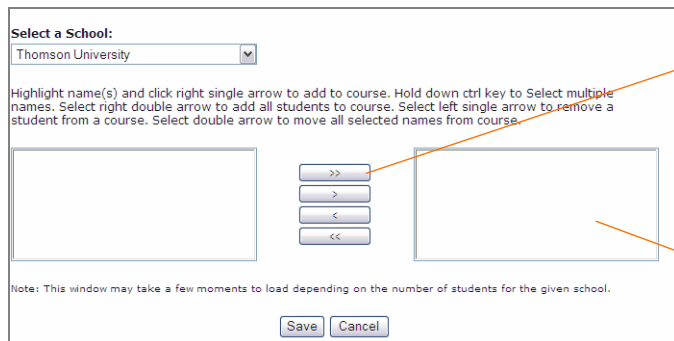 Select a School:
Thomson University
Highlight name(s) and click right single arrow to add to course. Hold down ctrl key to Select multiple
names. Select right double arrow to add all students to course. Select left single arrow to remove a
student from a course. Select double arrow to move all selected names from course.
>>
>
<
<<
Note: This window may take a few moments to load depending on the number of students for the given school.
Save Cancel